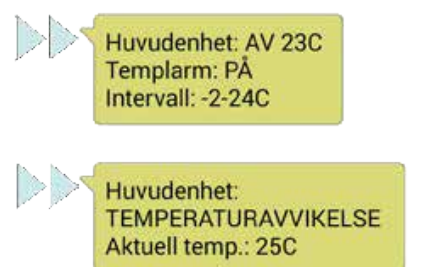 Huvudenhet: AV 23C
Templarm: PÅ
Intervall: -2-24C
Huvudenhet:
TEMPERATURAVVIKELSE
Aktuell temp.: 25C